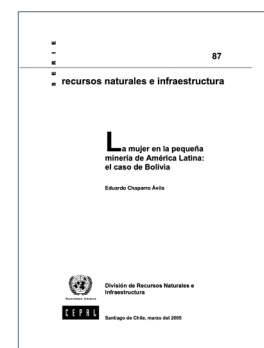 SERIE
87
recursos naturales e infraestructura
La mujer en la pequeña
minería de América Latina:
el caso de Bolivia
Eduardo Chaparro Ávila
NACIONES UNIDAS
División de Recursos Naturales e
Infraestructura
CEPAL
Santiago de Chile, marzo del 2005